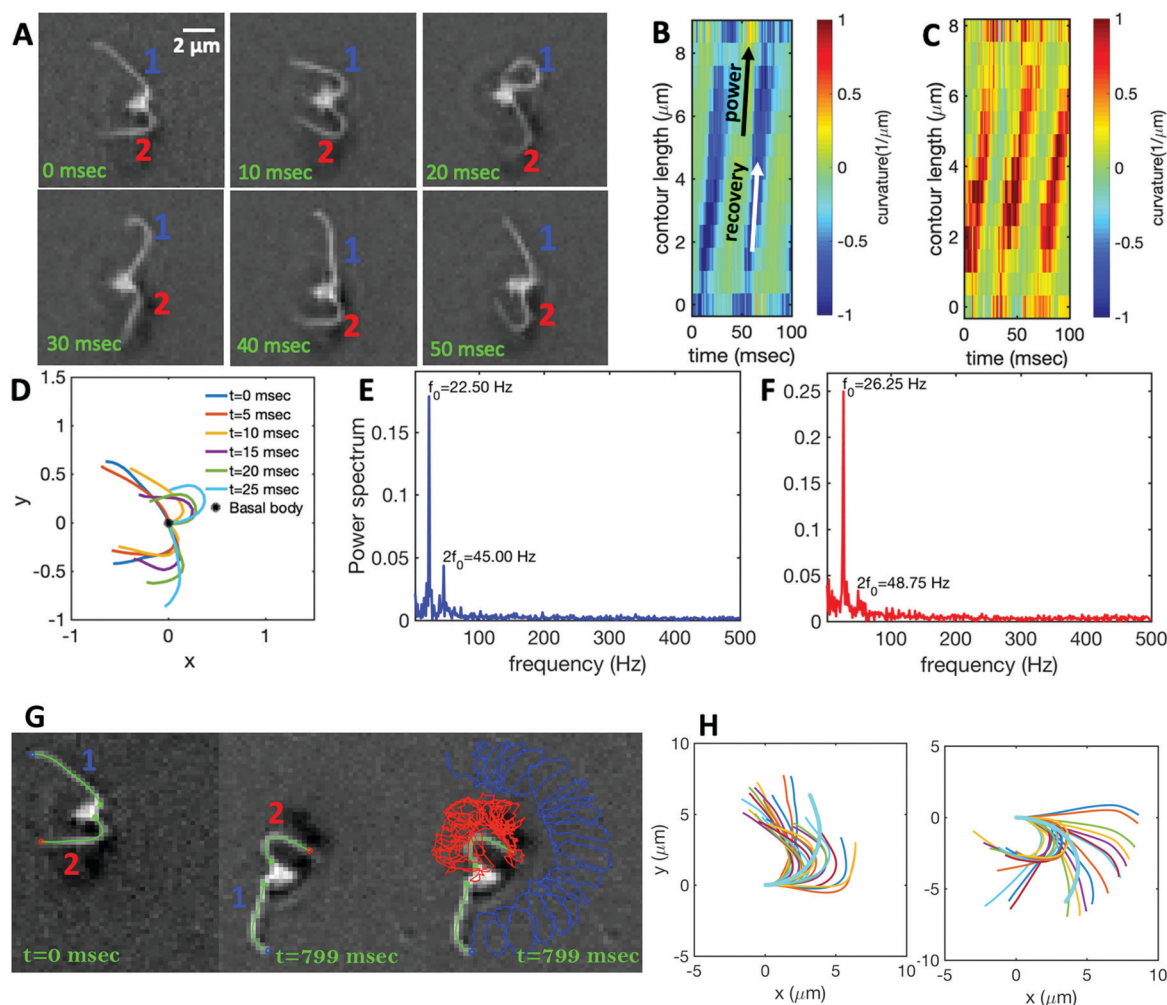 A
2 μm
1
2
0 msec
1
2
10 msec
1
2
20 msec
1
2
30 msec
1
2
40 msec
1
2
50 msec
B
contour length (μm)
8
6
4
2
0
power
recovery
0
50
100
time (msec)
1
0.5
0
-0.5
-1
curvature(1/μm)
C
contour length (μm)
8
6
4
2
0
0
50
100
time (msec)
1
0.5
0
-0.5
-1
curvature(1/μm)
D
1.5
1
0.5
0
-0.5
-1
y
-1
0
1
x
t=0 msec
t=5 msec
t=10 msec
t=15 msec
t=20 msec
t=25 msec
Basal body
E
f0=22.50 Hz
2f0=45.00 Hz
Power spectrum
0.15
0.1
0.05
0
100
200
300
400
500
frequency (Hz)
F
f0=26.25 Hz
2f0=48.75 Hz
0.25
0.20
0.15
0.1
0.05
0
100
200
300
400
500
frequency (Hz)
G
1
2
t=0 msec
2
1
t=799 msec
t=799 msec
H
10
5
0
-5
y (μm)
-5
0
5
10
x (μm)
5
0
-5
-10
-5
0
5
10
x (μm)